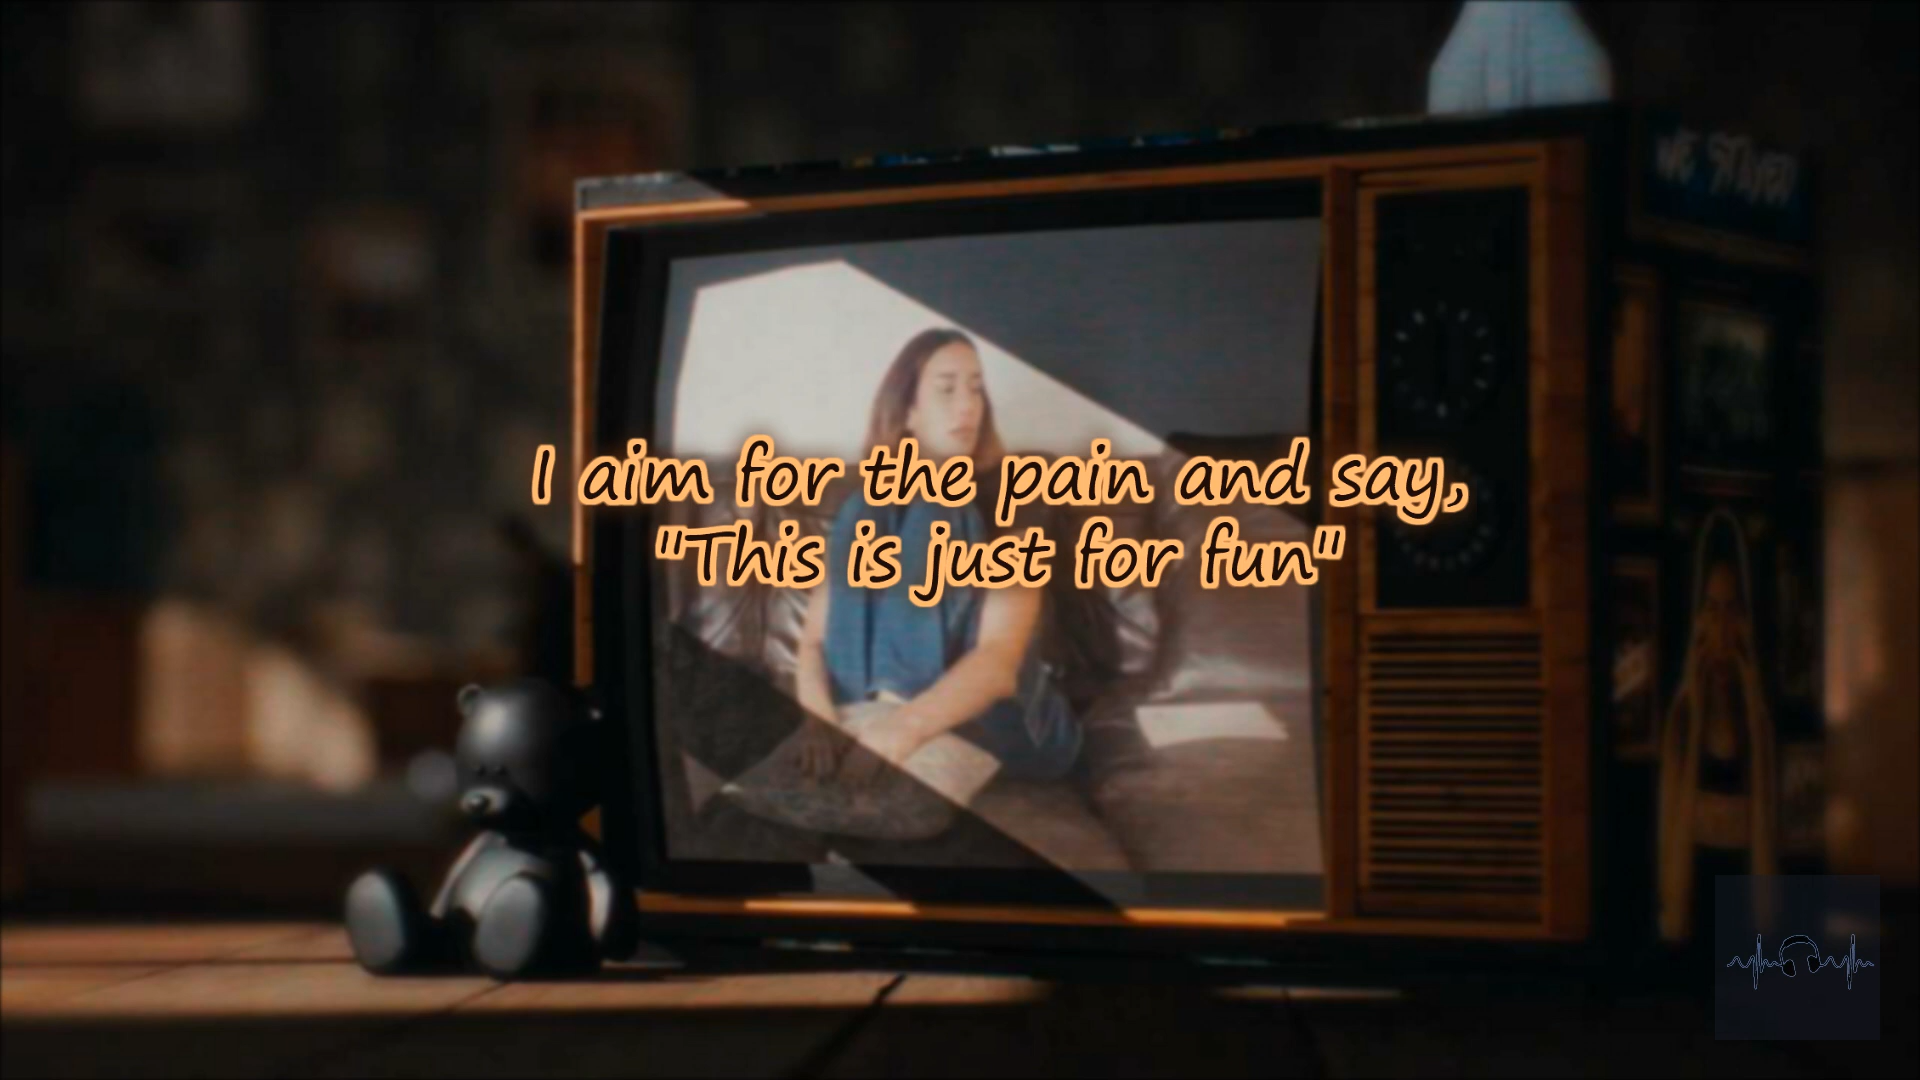 I aim for the pain and say,
"This is just for fun"